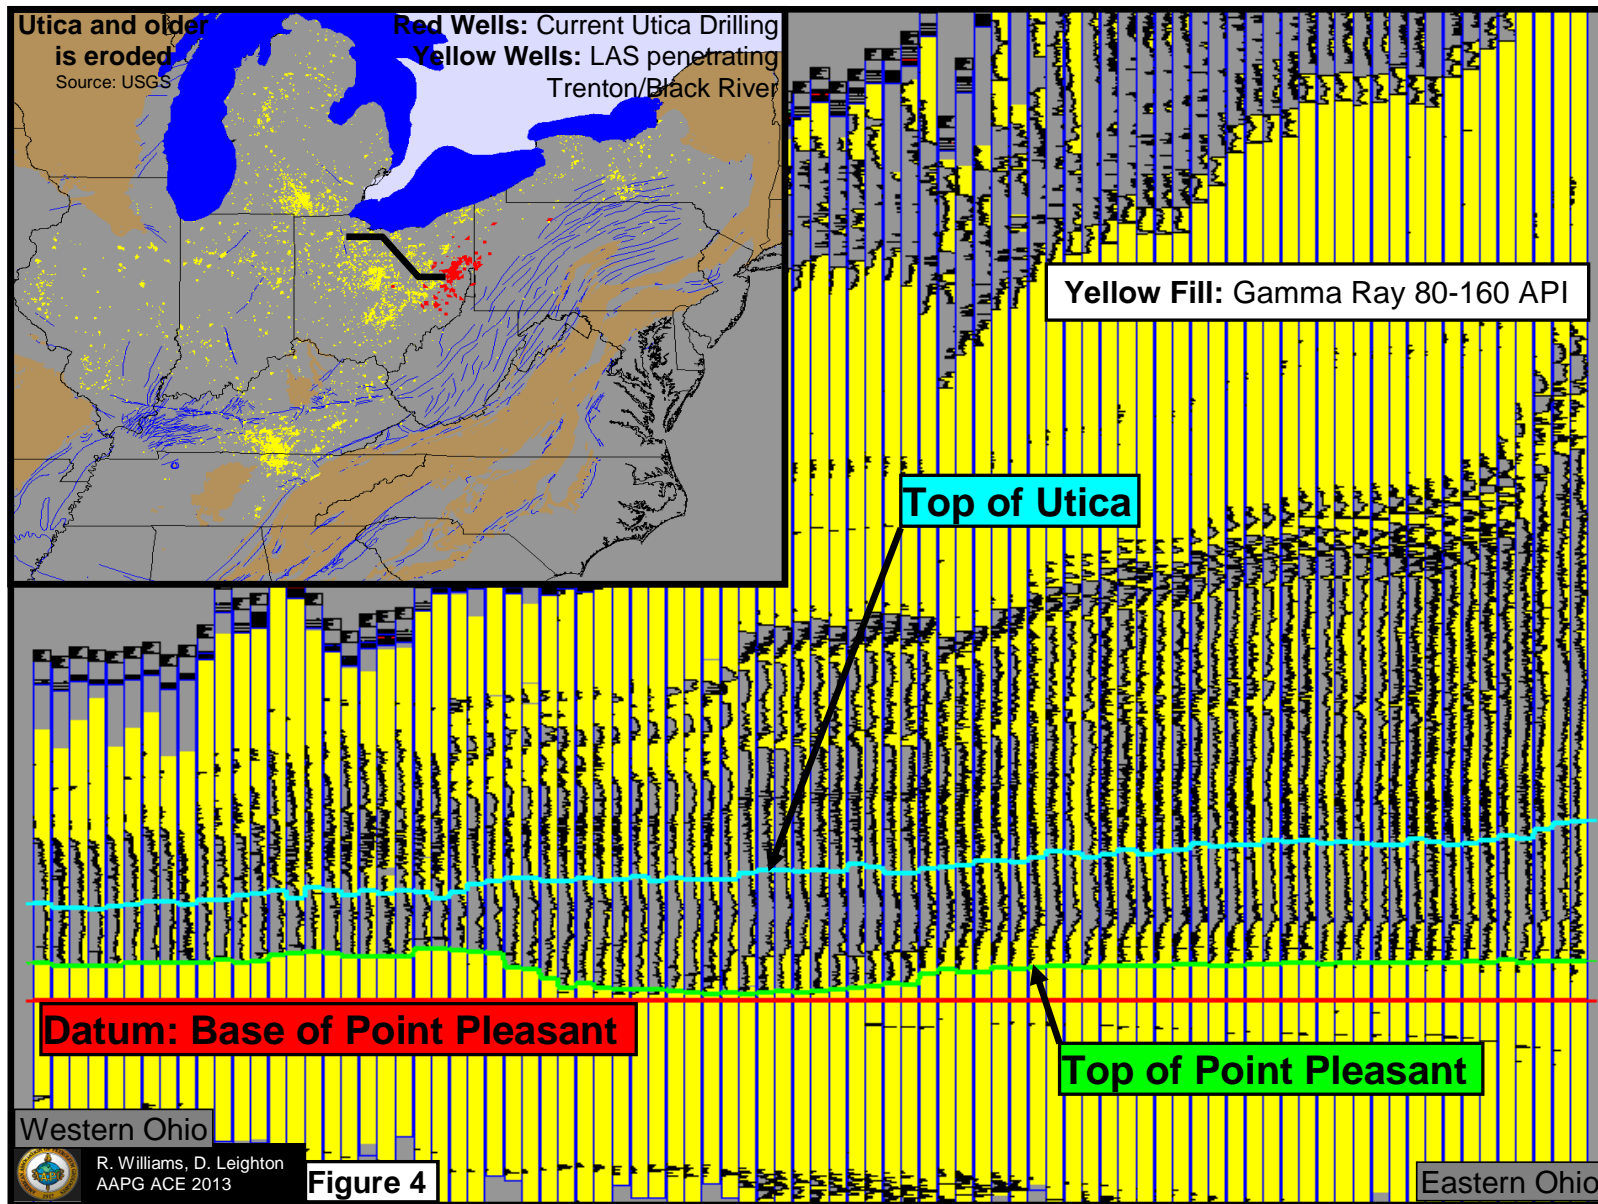 Utica and older
is eroded
Source: USGS
Red Wells: Current Utica Drilling
Yellow Wells: LAS penetrating
Trenton/Black River
Yellow Fill: Gamma Ray 80-160 API
Top of Utica
Datum: Base of Point Pleasant
Top of Point Pleasant
Western Ohio
R. Williams, D. Leighton
AAPG ACE 2013
Figure 4
Eastern Ohio